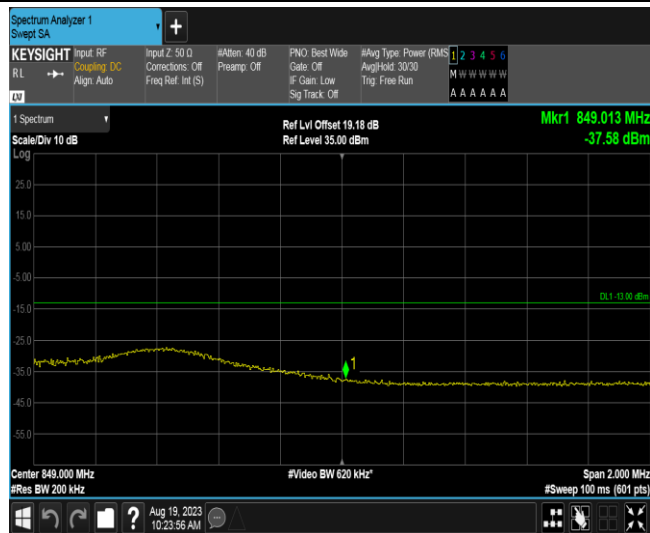 Spectrum Analyzer 1
Swept SA
+
KEYSIGHT
RL
LXI
Input: RF
Coupling: DC
Align: Auto
Input Z: 50 Ω
Corrections: Off
Freq Ref: Int (S)
#Atten: 40 dB
Preamp: Off
PNO: Best Wide
Gate: Off
IF Gain: Low
Sig Track: Off
#Avg Type: Power (RMS
Avg|Hold: 30/30
Trig: Free Run
1 2 3 4 5 6
M W W W W W
A A A A A A
1 Spectrum
Scale/Div 10 dB
Log
Ref Lvl Offset 19.18 dB
Ref Level 35.00 dBm
Mkr1 849.013 MHz
-37.58 dBm
25.0
15.0
5.00
-5.00
-15.0
-25.0
-35.0
-45.0
-55.0
DL1 -13.00 dBm
1
Center 849.000 MHz
#Res BW 200 kHz
#Video BW 620 kHz*
Span 2.000 MHz
#Sweep 100 ms (601 pts)
?
Aug 19, 2023
10:23:56 AM